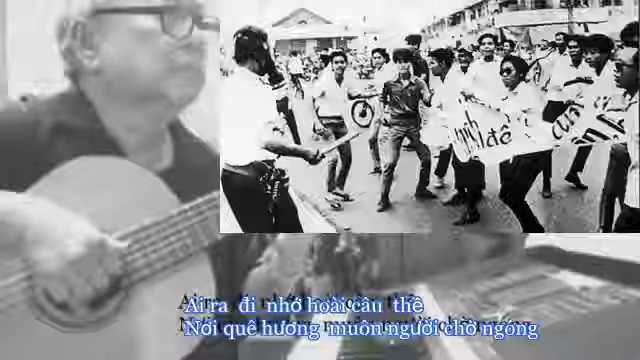 Ai ra đi nhớ hoài câu thề
Nơi quê hương muôn người chờ ngóng